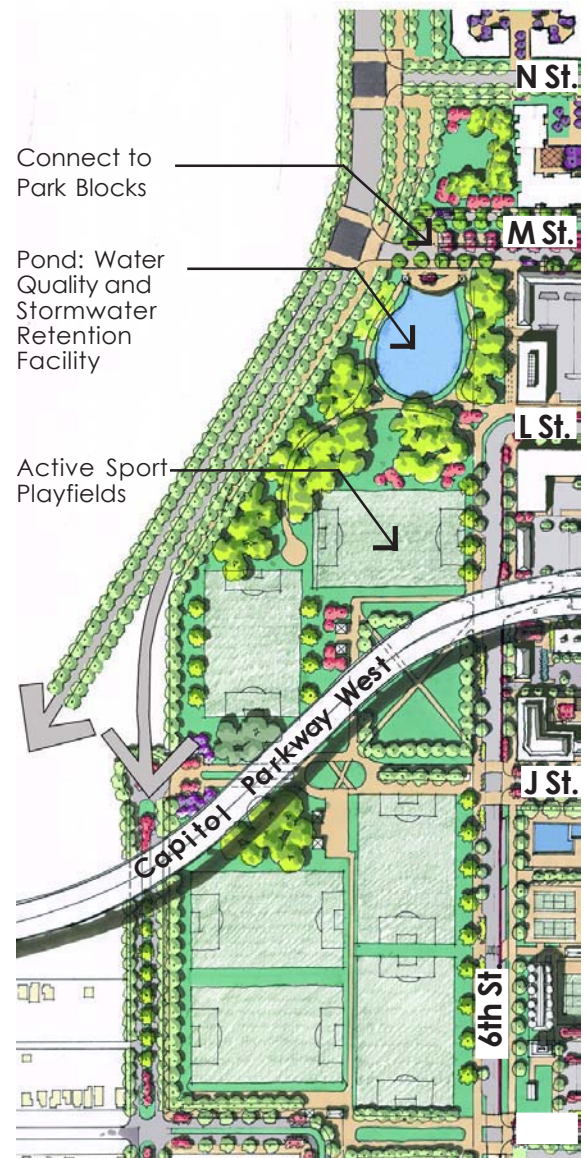 N St.
Connect to
Park Blocks
M St.
Pond: Water
Quality and
Stormwater
Retention
Facility
L St.
Active Sport
Playfields
Capitol Parkway West
J St.
6th St